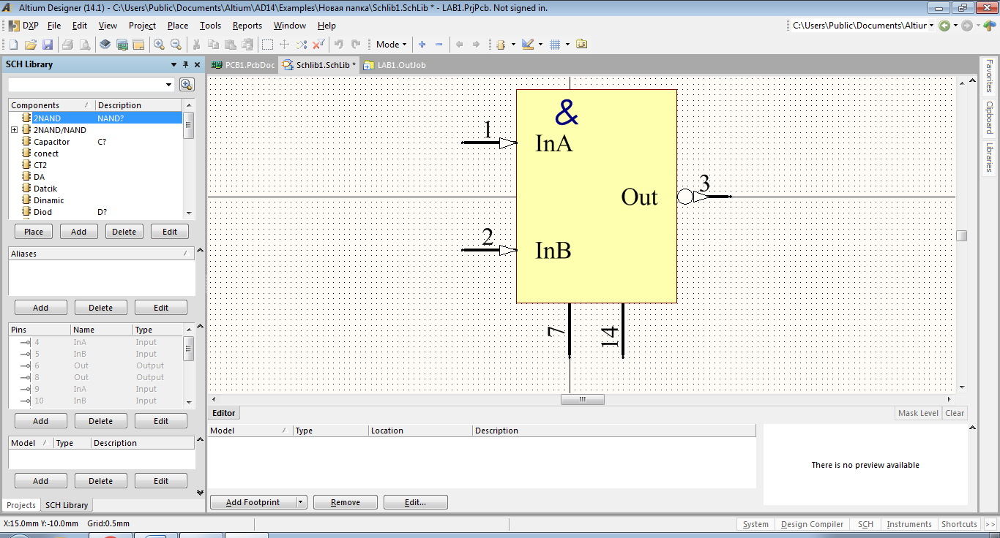 Altium Designer (14.1) - C:\Users\Public\Documents\Altium\AD14\Examples\Новая папка\Schlib1.SchLib * - LAB1.PrjPcb. Not signed in.
DXP File Edit View Project Place Tools Reports Window Help C:\Users\Public\Documents\Altiur
Mode
SCH Library
PCB1.PcbDoc Schlib1.SchLib * LAB1.OutJob
Favorites
Clipboard
Libraries
Components Description
2NAND NAND?
2NAND/NAND
Capacitor C?
conect
CT2
DA
Datcik
Dinamic
Diod D?
Place Add Delete Edit
Aliases
Add Delete Edit
Pins Name Type
4 InA Input
5 InB Input
6 Out Output
8 Out Output
9 InA Input
10 InB Input
Add Delete Edit
Model Type Description
Add Delete Edit
Projects SCH Library
&
1
InA
3
Out
2
InB
7
14
Editor Mask Level Clear
Model Type Location Description
There is no preview available
Add Footprint Remove Edit...
X:15.0mm Y:-10.0mm Grid:0.5mm
System Design Compiler SCH Instruments Shortcuts >>